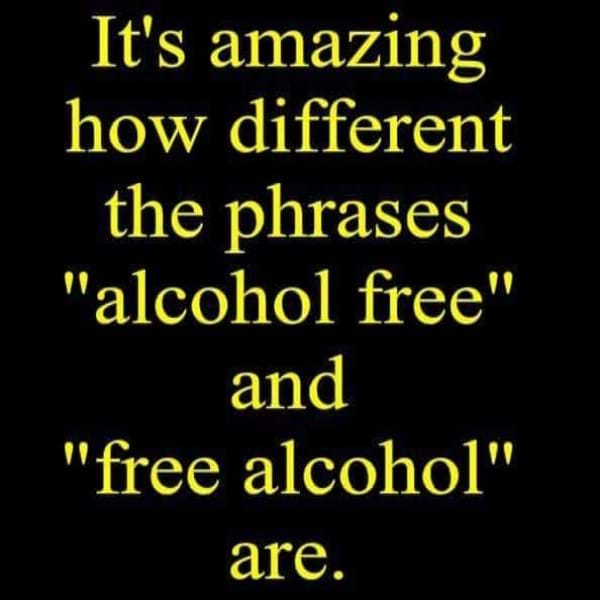 It's amazing
how different
the phrases
"alcohol free"
and
"free alcohol"
are.